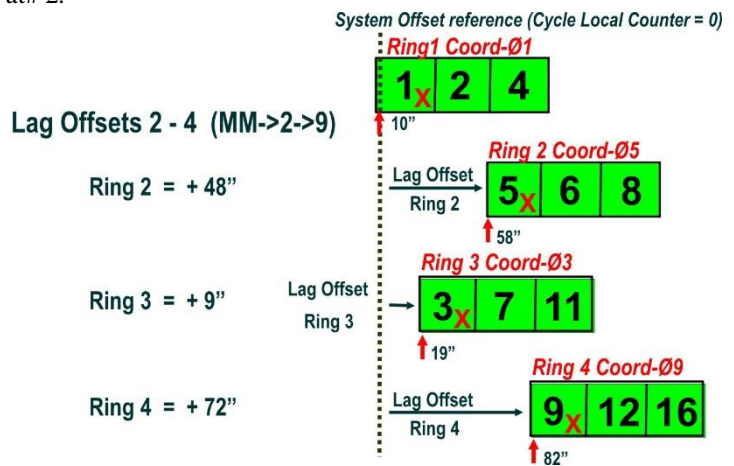 at# 2.
System Offset reference (Cycle Local Counter = 0)
Ring1 Coord-Ø1
1x 2 4
10”
Lag Offsets 2 - 4 (MM->2->9)
Ring 2 Coord-Ø5
Ring 2 = + 48”
Lag Offset
Ring 2
5x 6 8
58”
Ring 3 Coord-Ø3
Ring 3 = + 9”
Lag Offset
Ring 3
3x 7 11
19”
Ring 4 Coord-Ø9
Ring 4 = + 72”
Lag Offset
Ring 4
9x 12 16
82”